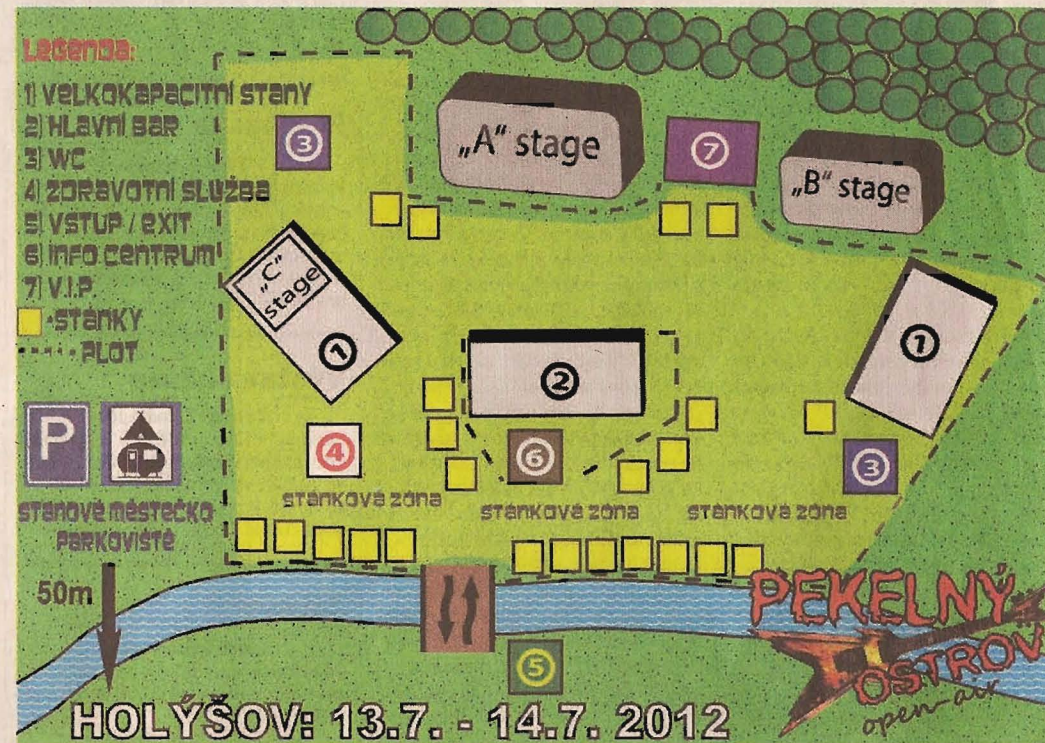 Legenda:
1) VELKOKAPACITNÍ STANY
2) HLAVNÍ BAR
3) WC
4) ZDRAVOTNÍ SLUŽBA
5) VSTUP / EXIT
6) INFO CENTRUM
7) V.I.P.
-STÁNKY
PLOT
P
STANOVÉ MĚSTEČKO
PARKOVIŠTĚ
50m
3
„A“ stage
7
„B“ stage
„C“
stage
1
2
1
4
6
3
STÁNKOVÁ ZÓNA
STÁNKOVÁ ZÓNA
STÁNKOVÁ ZÓNA
5
PEKELNÝ
OSTROV
open-air
HOLÝŠOV: 13.7. - 14.7. 2012